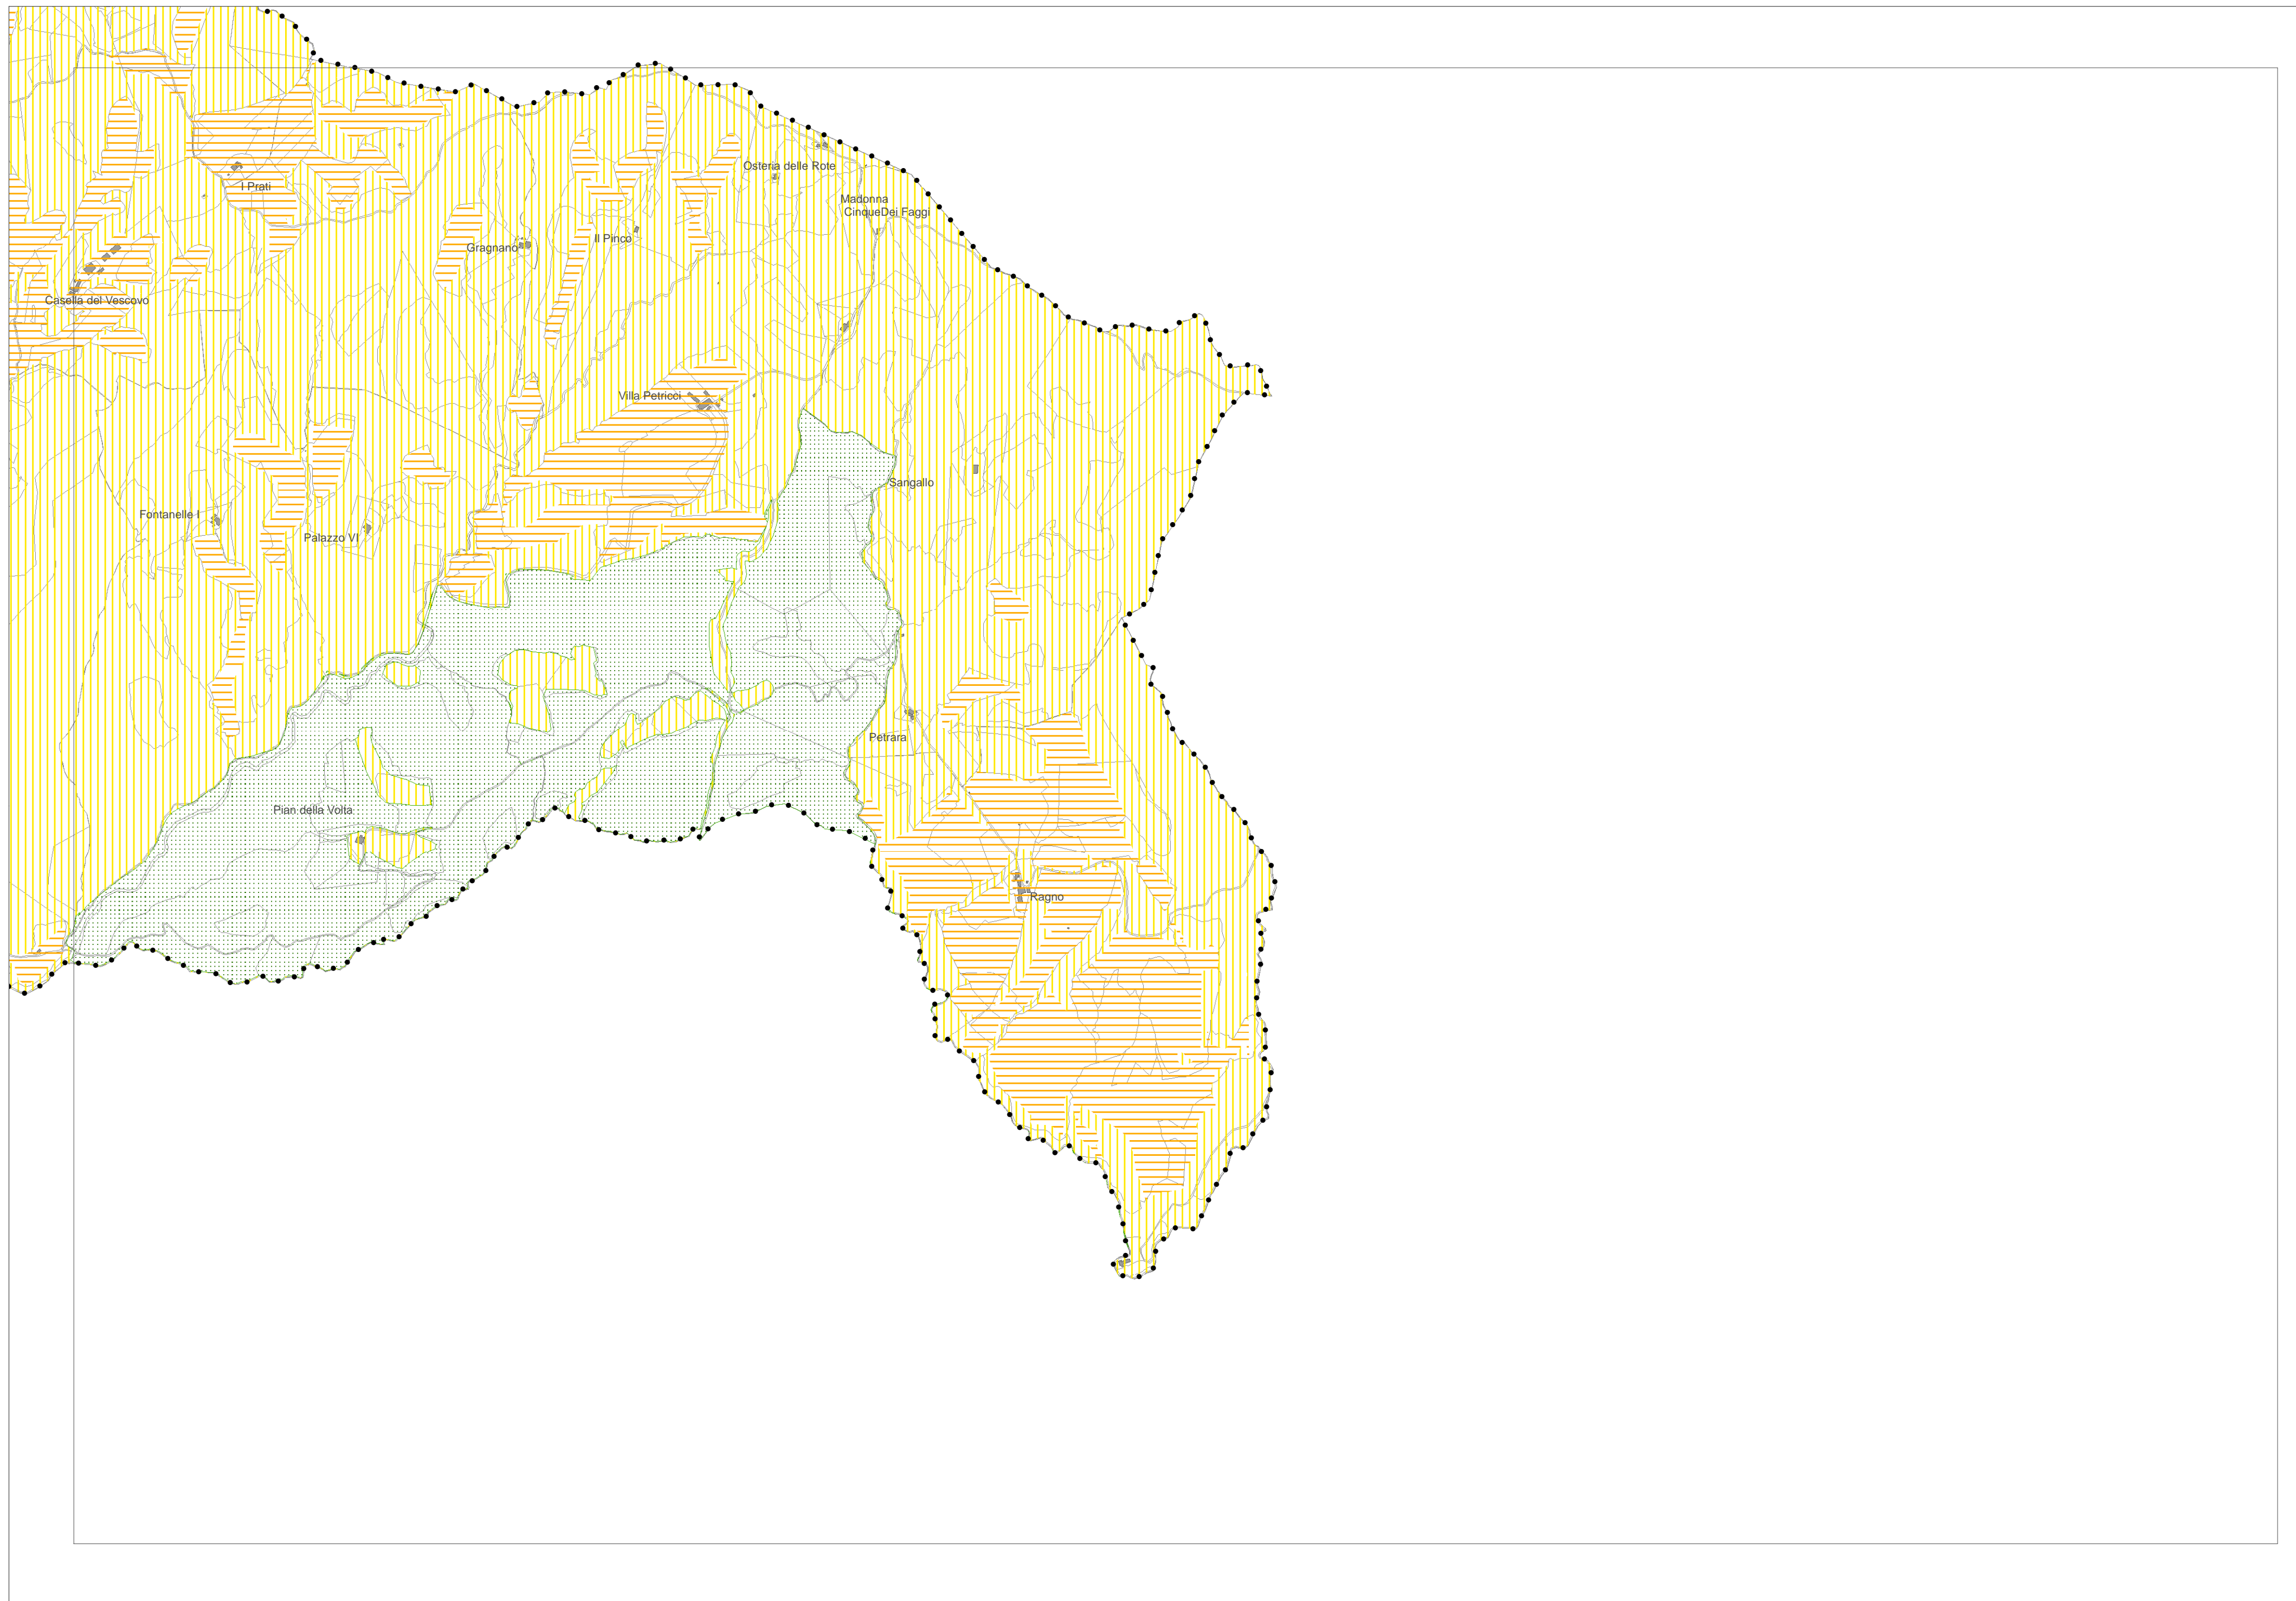 Osteria delle Rote
I Prati
Madonna
CinqueDei Faggi
Il Pinco
Gragnano
Casella del Vescovo
Villa Petricci
Sangallo
Fontanelle I
Palazzo VI
Petrara
Pian della Volta
Ragno